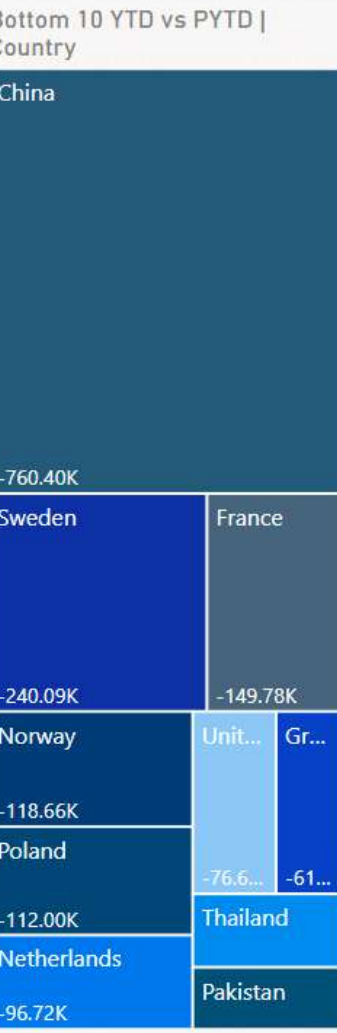 Bottom 10 YTD vs PYTD |
Country
China
-760.40K
Sweden
-240.09K
France
-149.78K
Norway
-118.66K
Poland
-112.00K
Netherlands
-96.72K
Unit...
-76.6...
Gr...
-61...
Thailand
Pakistan